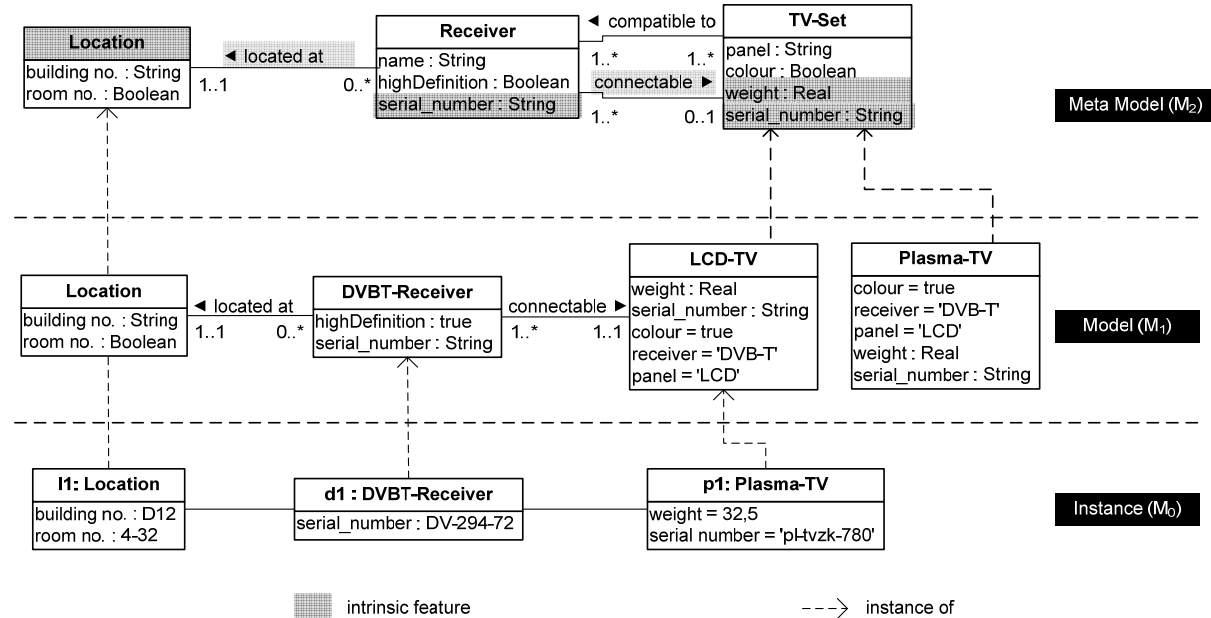 Location
building no. : String
room no. : Boolean
◄ located at
1..1
0..*
Receiver
name : String
highDefinition : Boolean
serial_number : String
◄ compatible to
1..*
1..*
connectable ►
1..*
0..1
TV-Set
panel : String
colour : Boolean
weight : Real
serial_number : String
Meta Model (M2)
Location
building no. : String
room no. : Boolean
◄ located at
1..1
0..*
DVBT-Receiver
highDefinition : true
serial_number : String
connectable ►
1..*
1..1
LCD-TV
weight : Real
serial_number : String
colour = true
receiver = 'DVB-T'
panel = 'LCD'
Plasma-TV
colour = true
receiver = 'DVB-T'
panel = 'LCD'
weight : Real
serial_number : String
Model (M1)
l1: Location
building no. : D12
room no. : 4-32
d1 : DVBT-Receiver
serial_number : DV-294-72
p1: Plasma-TV
weight = 32,5
serial number = 'pl-tvzk-780'
Instance (M0)
intrinsic feature
instance of